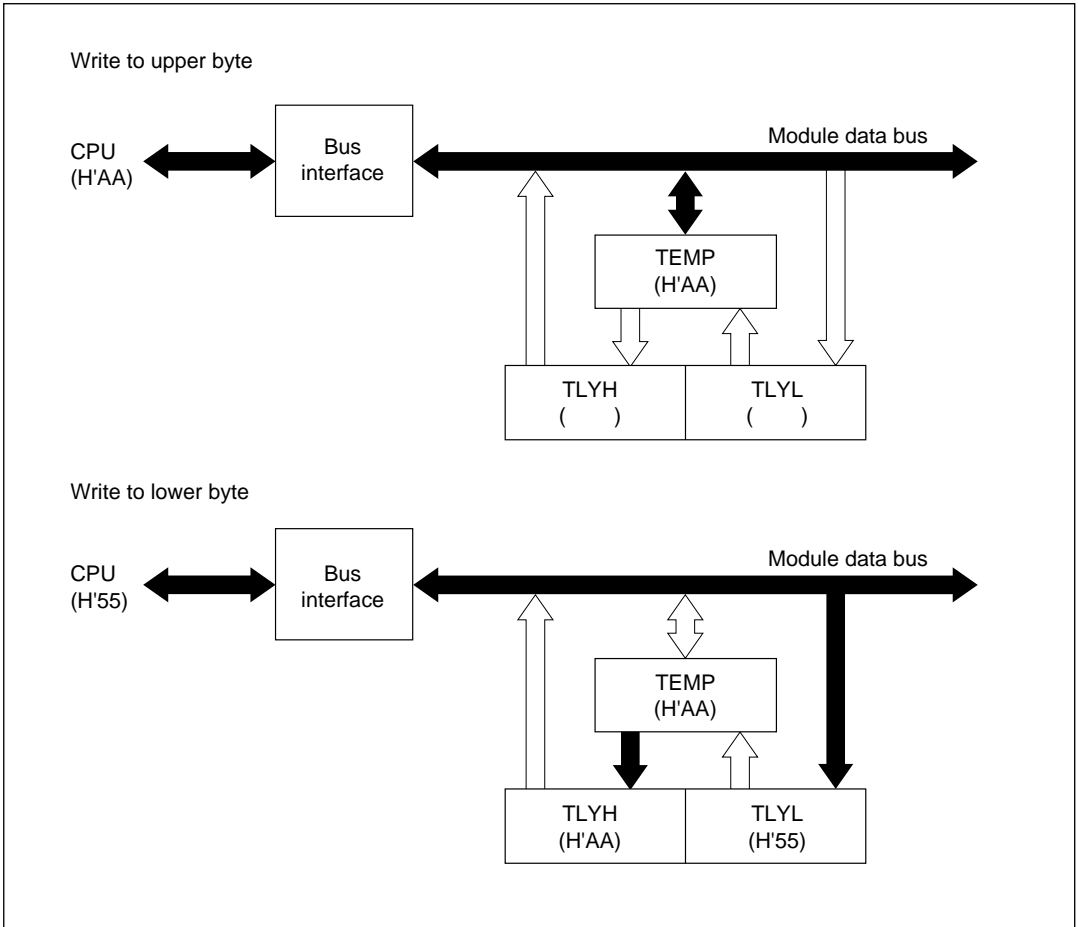 Write to upper byte
CPU
(H'AA)
Bus
interface
Module data bus
TEMP
(H'AA)
TLYH
( )
TLYL
( )
Write to lower byte
CPU
(H'55)
Bus
interface
Module data bus
TEMP
(H'AA)
TLYH
(H'AA)
TLYL
(H'55)